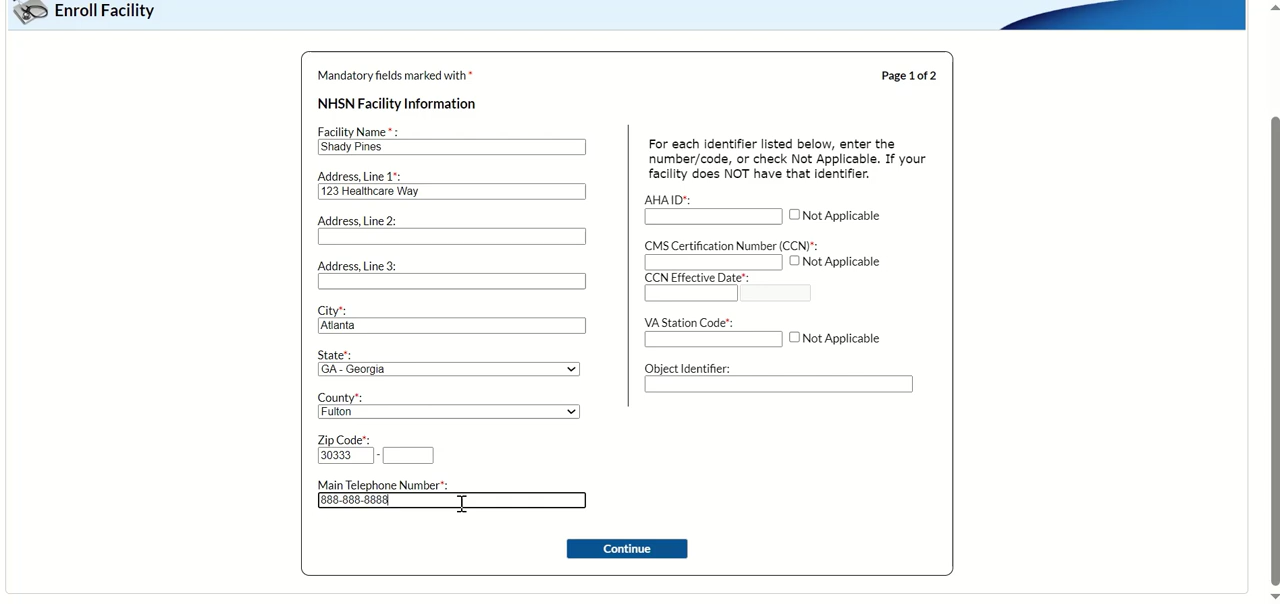 Enroll Facility
Mandatory fields marked with *
Page 1 of 2
NHSN Facility Information
Facility Name * :
Shady Pines
Address, Line 1*:
123 Healthcare Way
Address, Line 2:
Address, Line 3:
City*:
Atlanta
State*:
GA - Georgia
County*:
Fulton
Zip Code*:
30333 -
Main Telephone Number*:
888-888-8888
For each identifier listed below, enter the
number/code, or check Not Applicable. If your
facility does NOT have that identifier.
AHA ID*:
Not Applicable
CMS Certification Number (CCN)*:
Not Applicable
CCN Effective Date*:
VA Station Code*:
Not Applicable
Object Identifier:
Continue